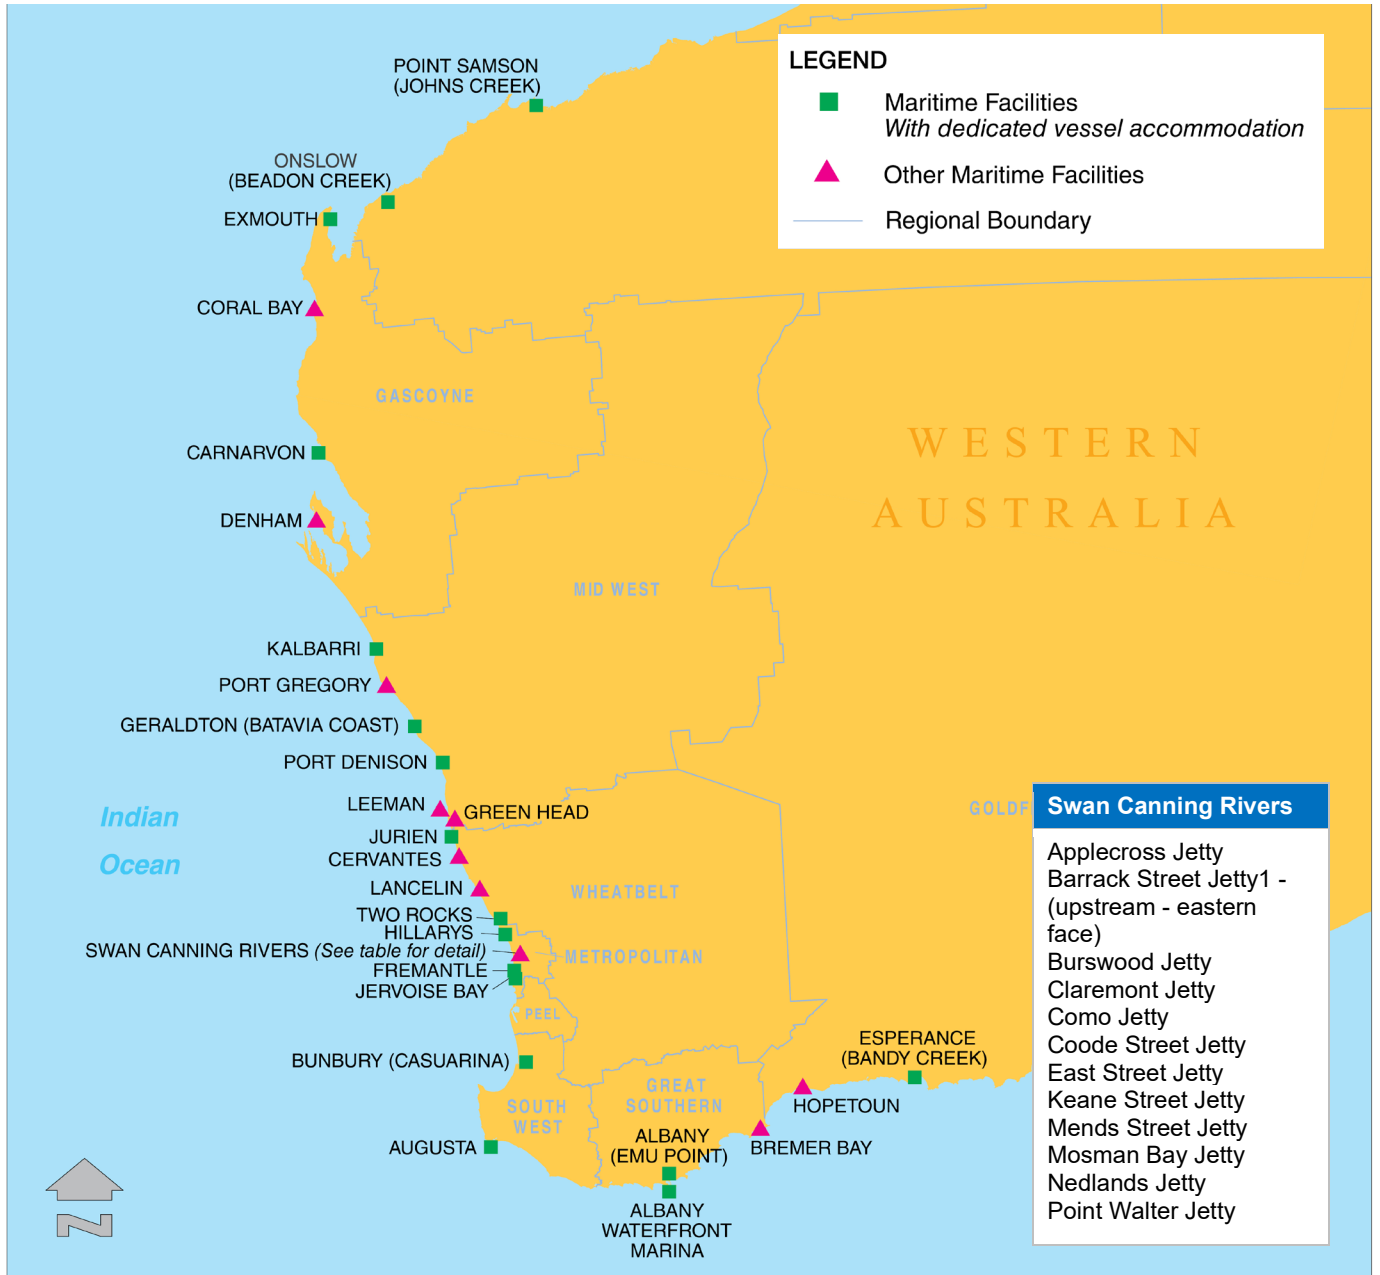 POINT SAMSON
(JOHNS CREEK)
LEGEND
Maritime Facilities
With dedicated vessel accommodation
Other Maritime Facilities
Regional Boundary
ONSLOW
(BEADON CREEK)
EXMOUTH
CORAL BAY
GASCOYNE
CARNARVON
WESTERN
AUSTRALIA
DENHAM
MID WEST
KALBARRI
PORT GREGORY
GERALDTON (BATAVIA COAST)
PORT DENISON
LEEMAN
GREEN HEAD
Indian
Ocean
JURIEN
CERVANTES
LANCELIN
WHEATBELT
TWO ROCKS
HILLARYS
SWAN CANNING RIVERS (See table for detail)
METROPOLITAN
FREMANTLE
JERVOISE BAY
PEEL
BUNBURY (CASUARINA)
ESPERANCE
(BANDY CREEK)
GREAT
SOUTHERN
HOPETOUN
SOUTH
WEST
AUGUSTA
ALBANY
(EMU POINT)
BREMER BAY
ALBANY
WATERFRONT
MARINA
GOLDF
Swan Canning Rivers
Applecross Jetty
Barrack Street Jetty1 -
(upstream - eastern
face)
Burswood Jetty
Claremont Jetty
Como Jetty
Coode Street Jetty
East Street Jetty
Keane Street Jetty
Mends Street Jetty
Mosman Bay Jetty
Nedlands Jetty
Point Walter Jetty
N